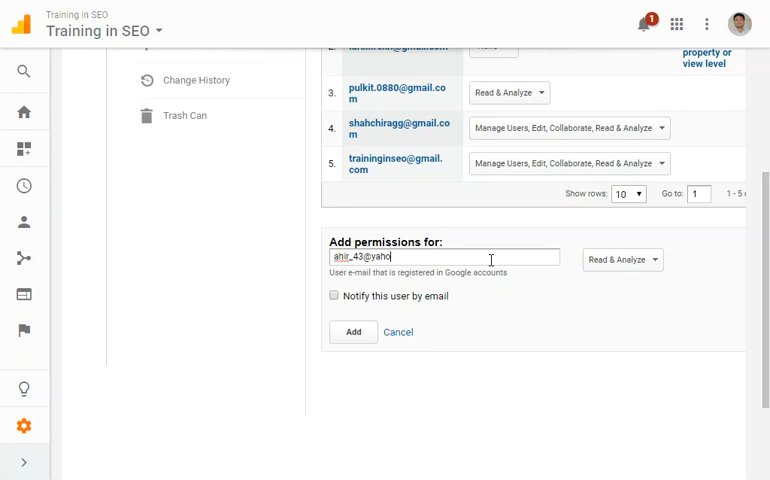 Training in SEO
Training in SEO
1
property or
view level
Change History
3. pulkit.0880@gmail.co
m
Read & Analyze
Trash Can
4. shahchiragg@gmail.co
m
Manage Users, Edit, Collaborate, Read & Analyze
5. traininginseo@gmail.
com
Manage Users, Edit, Collaborate, Read & Analyze
Show rows: 10 Go to: 1 1 - 5 o
Add permissions for:
ahir_43@yaho
Read & Analyze
User e-mail that is registered in Google accounts
Notify this user by email
Add Cancel